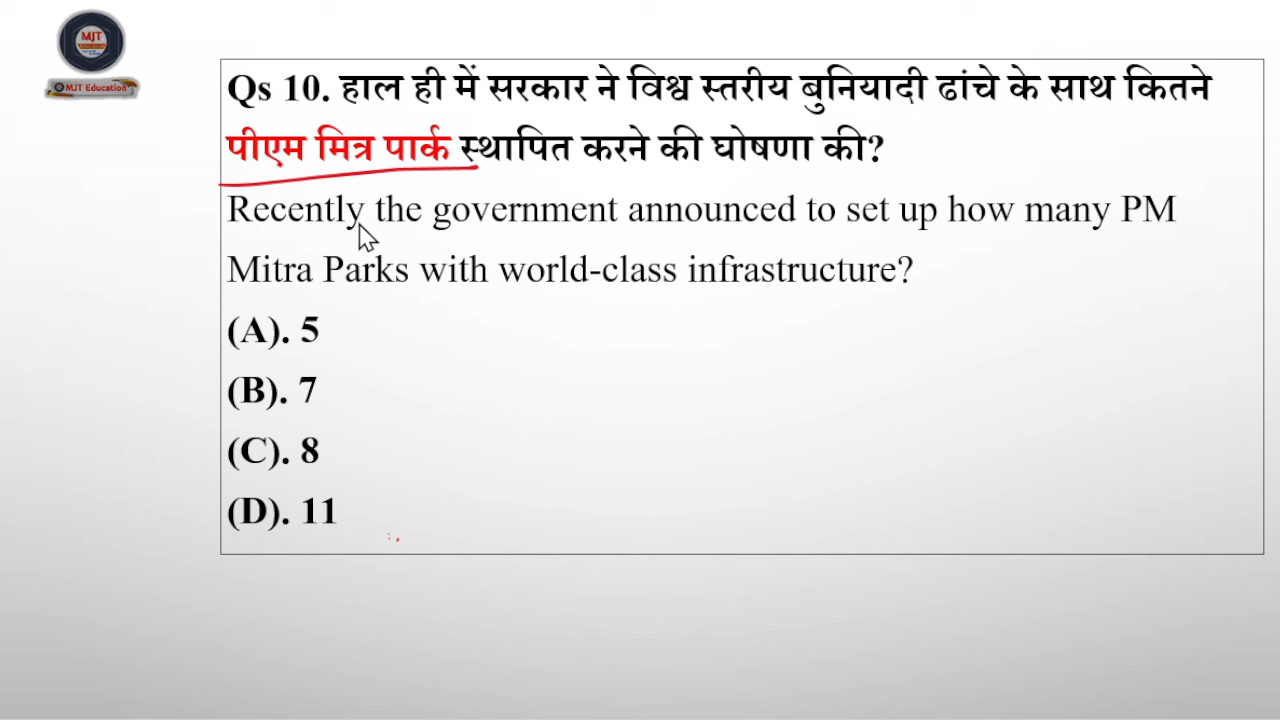 MJT
MJT Education
Qs 10. हाल ही में सरकार ने विश्व स्तरीय बुनियादी ढांचे के साथ कितने
पीएम मित्र पार्क स्थापित करने की घोषणा की?
Recently the government announced to set up how many PM
Mitra Parks with world-class infrastructure?
(A). 5
(B). 7
(C). 8
(D). 11